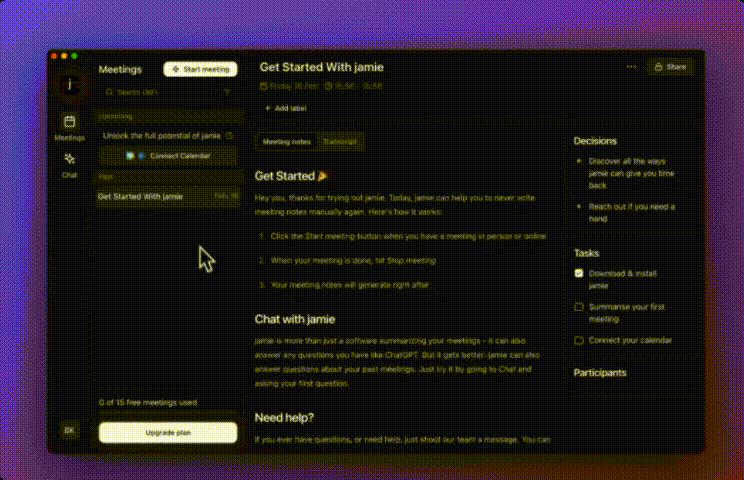 j
Meetings
Chat
BK
Meetings
Start meeting
Upcoming
Unlock the full potential of jamie
Connect Calendar
Past
Get Started With jamie
Feb, 16
0 of 15 free meetings used
Upgrade plan
Get Started With jamie
Friday 16 Feb
Share
+ Add label
Meeting notes
Transcript
Get Started 🎉
Hey you, thanks for trying out jamie. Today, jamie can help you to never write
meeting notes manually again. Here's how it works:
1. Click the Start meeting button when you have a meeting in person or online
2. When your meeting is done, hit Stop meeting
3. Your meeting notes will generate right after
Chat with jamie
jamie is more than just a software summarizing your meetings - it can also
answer any questions you have like ChatGPT. But it gets better: jamie can also
answer questions about your past meetings. Just try it by going to Chat and
asking your first question.
Need help?
If you ever have questions, or need help, just shoot our team a message. You can
Decisions
Discover all the ways
jamie can give you time
back
Reach out if you need a
hand
Tasks
Download & install
jamie
Summarise your first
meeting
Connect your calendar
Participants